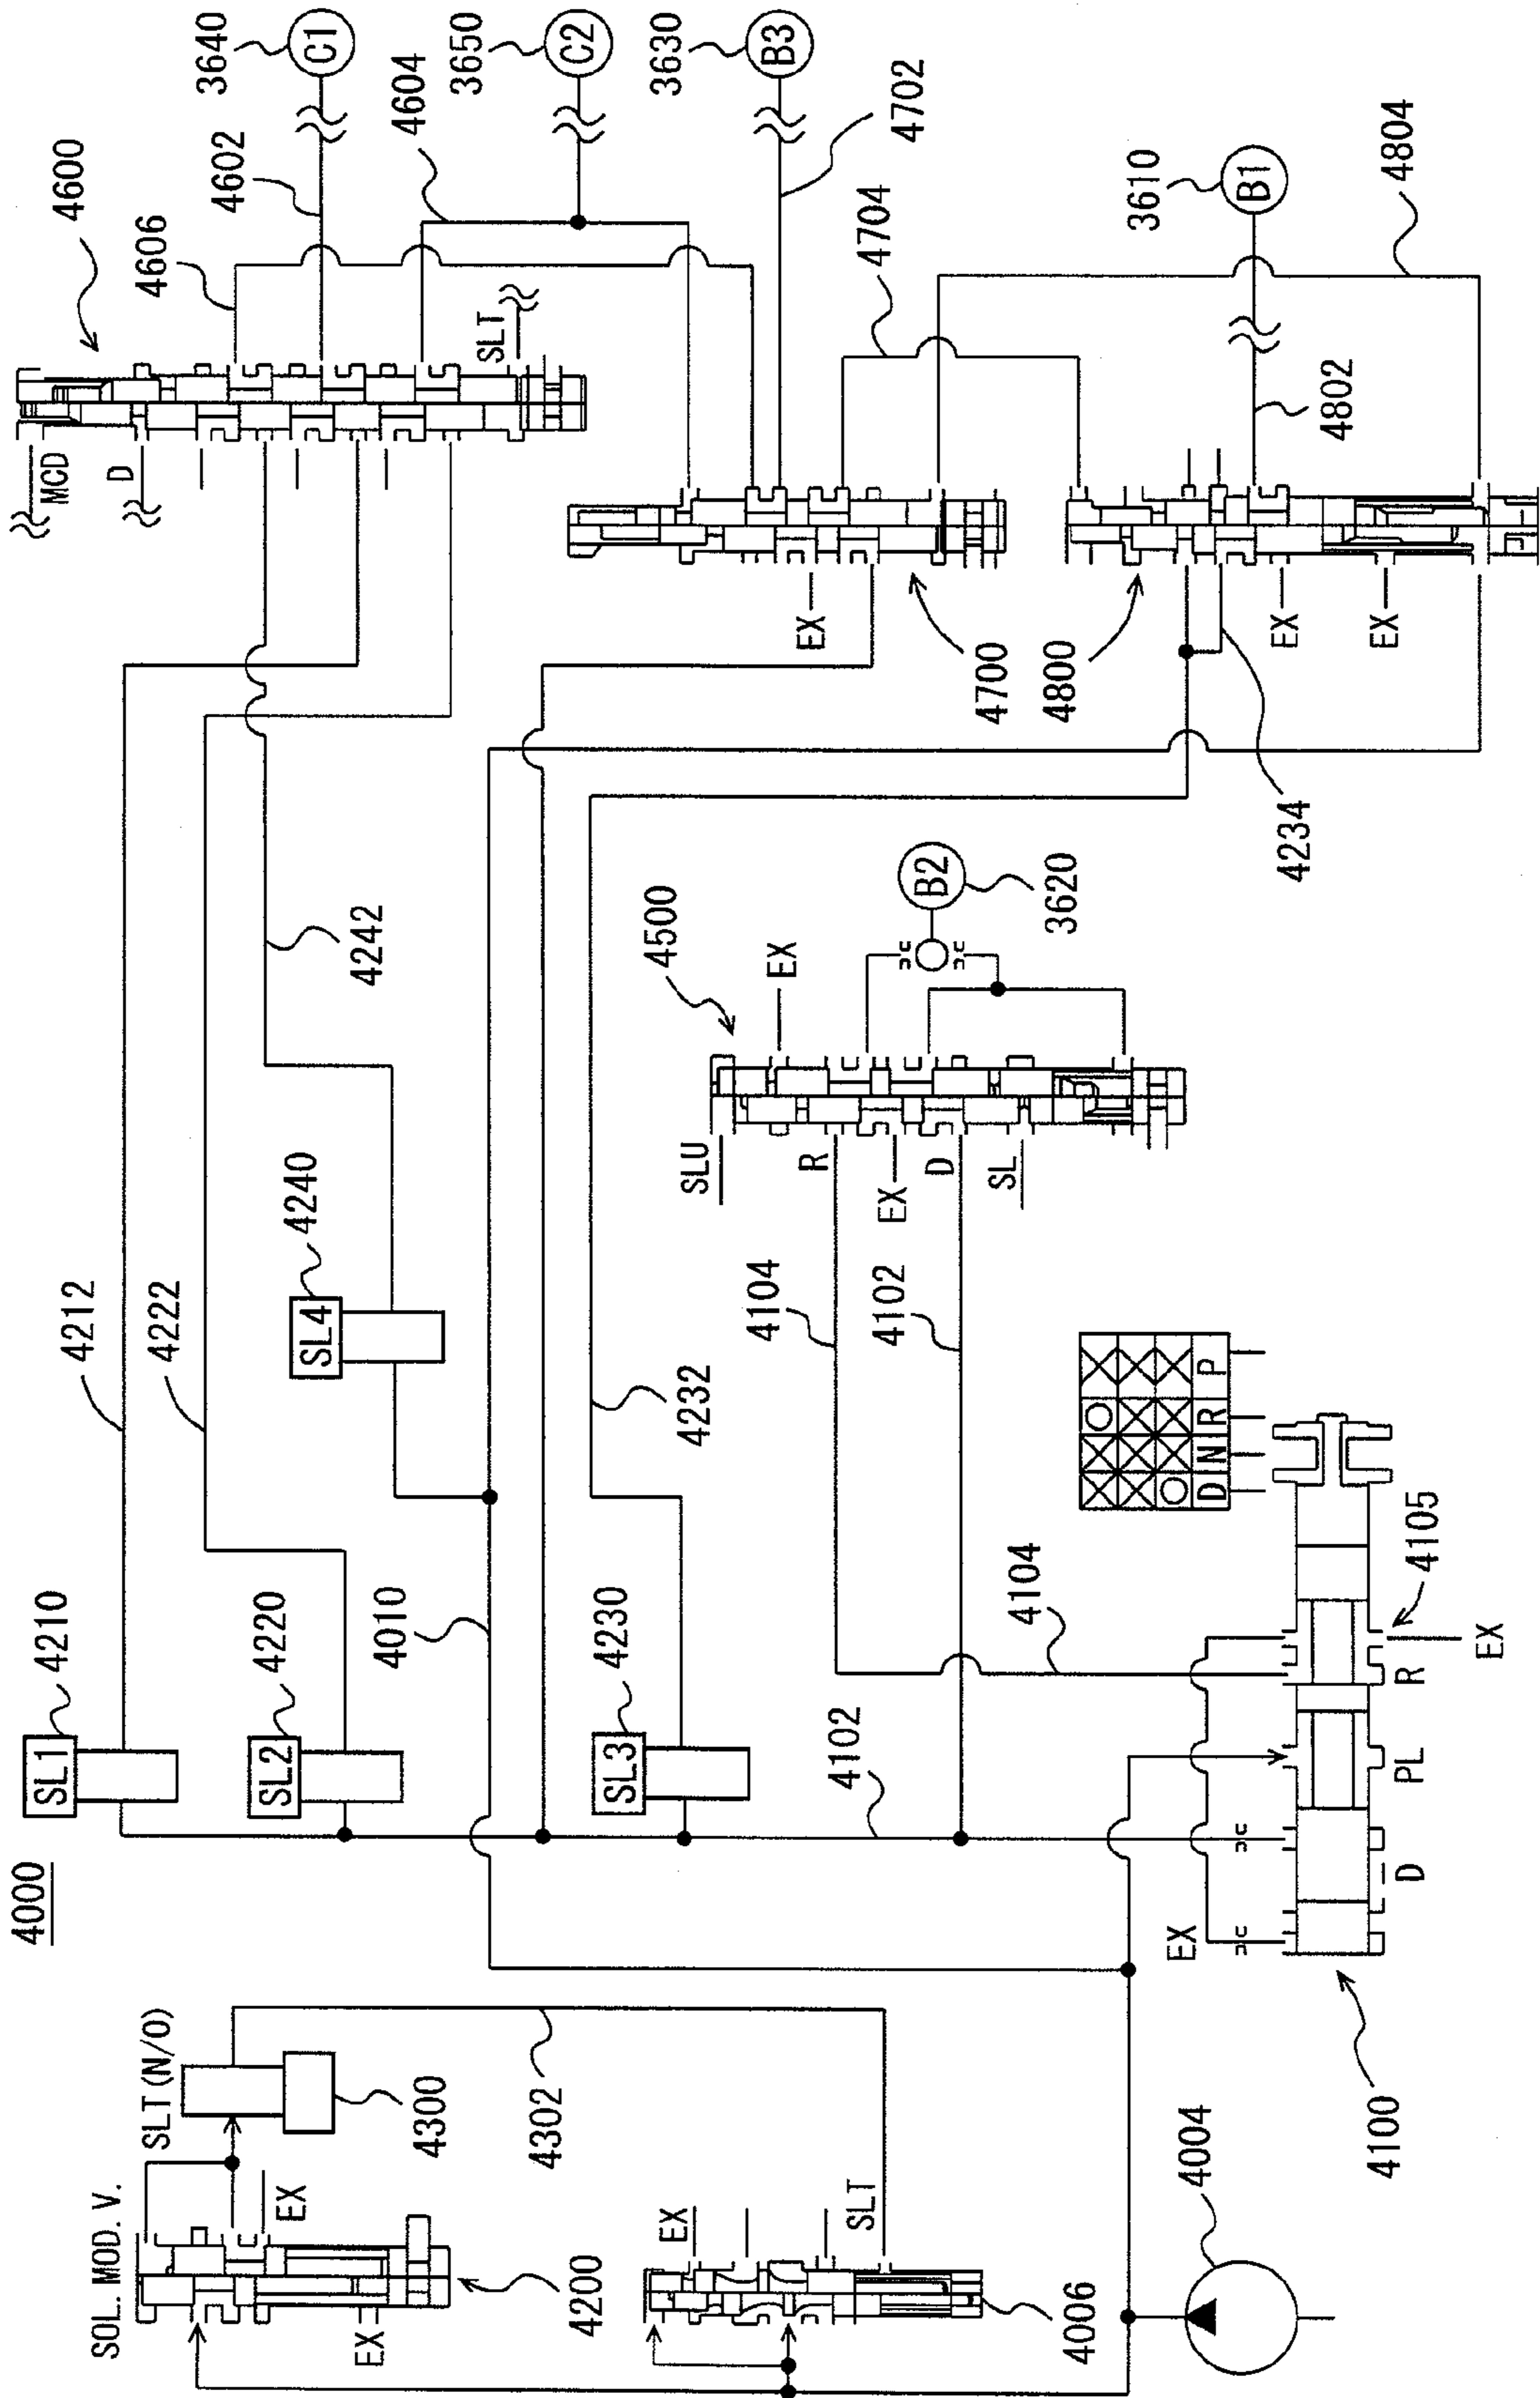 4000
SL1
4210
4212
SL2
4220
4222
SL4
4240
4242
4010
SL3
4230
4232
4102
4104
4104
4102
SLU
R
EX
D
SL
EX
4500
B2
3620
4234
MCD
D
4600
4606
4602
SLT
4604
3640
C1
3650
C2
3630
B3
4702
4704
EX
4700
4800
EX
EX
3610
B1
4802
4804
SOL. MOD. V.
SLT(N/O)
4300
4302
EX
EX
4200
EX
SLT
4006
4004
EX
D
PL
R
EX
4105
4100
D N R P